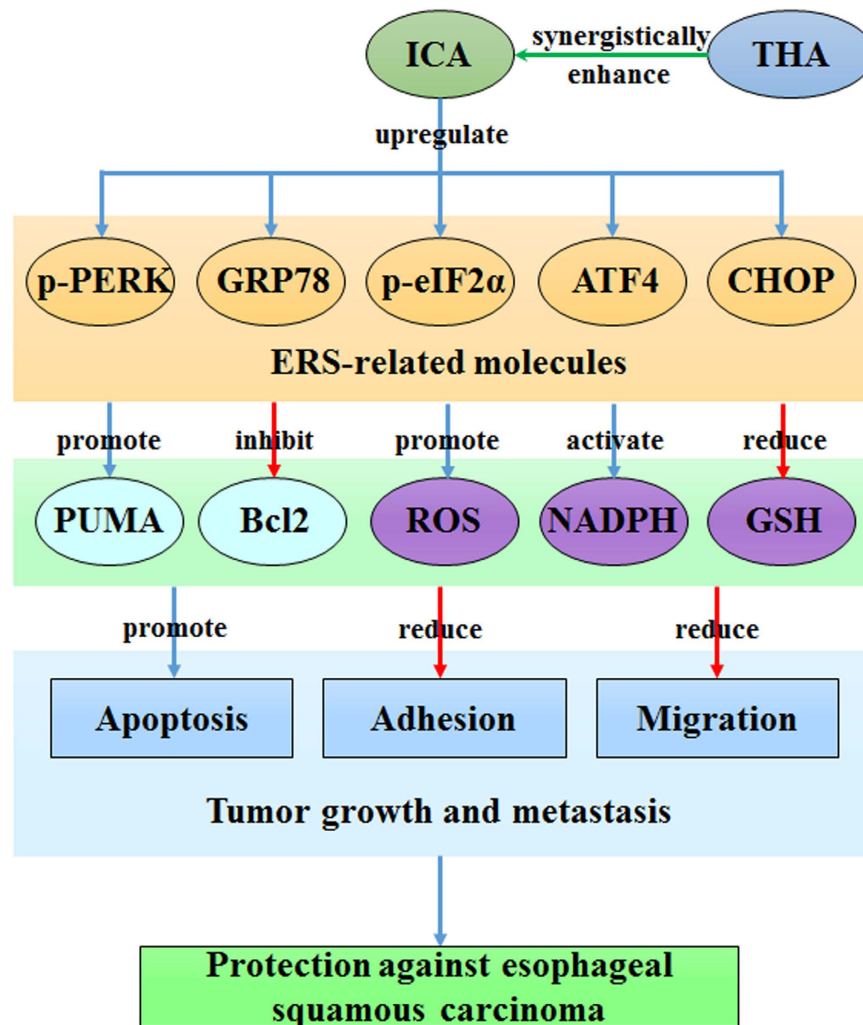 ICA
synergistically
enhance
THA
upregulate
p-PERK
GRP78
p-eIF2α
ATF4
CHOP
ERS-related molecules
promote
inhibit
promote
activate
reduce
PUMA
Bcl2
ROS
NADPH
GSH
promote
reduce
reduce
Apoptosis
Adhesion
Migration
Tumor growth and metastasis
Protection against esophageal
squamous carcinoma